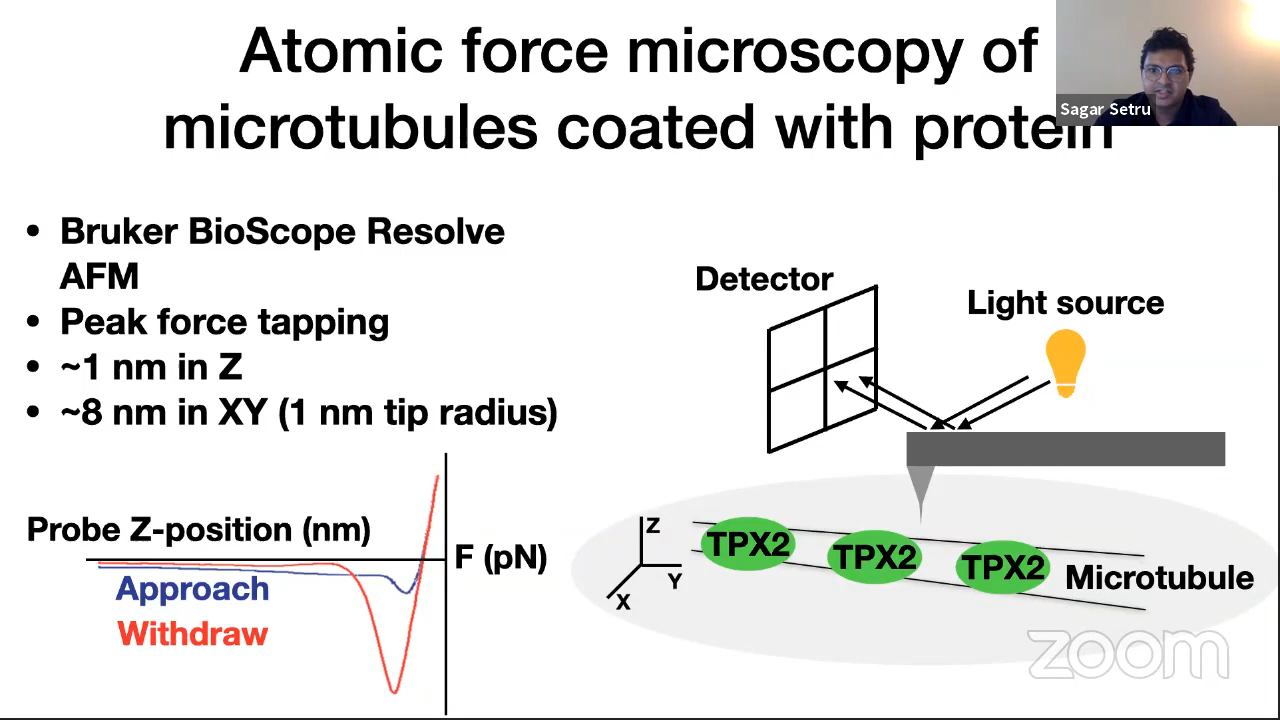 Atomic force microscopy of
microtubules coated with protein
Sagar Setru
• Bruker BioScope Resolve
AFM
• Peak force tapping
• ~1 nm in Z
• ~8 nm in XY (1 nm tip radius)
Detector
Light source
Probe Z-position (nm)
F (pN)
Approach
Withdraw
Z
Y
X
TPX2
TPX2
TPX2
Microtubule
zoom